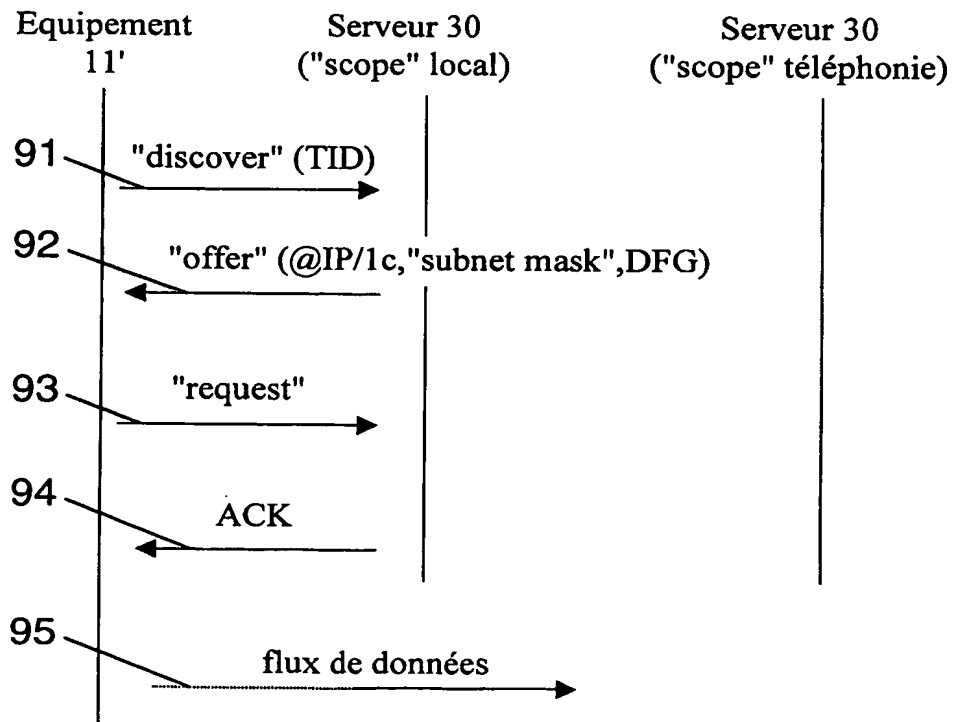 Equipement
11'
Serveur 30
("scope" local)
Serveur 30
("scope" téléphonie)
91
"discover" (TID)
92
"offer" (@IP/1c,"subnet mask",DFG)
93
"request"
94
ACK
95
flux de données